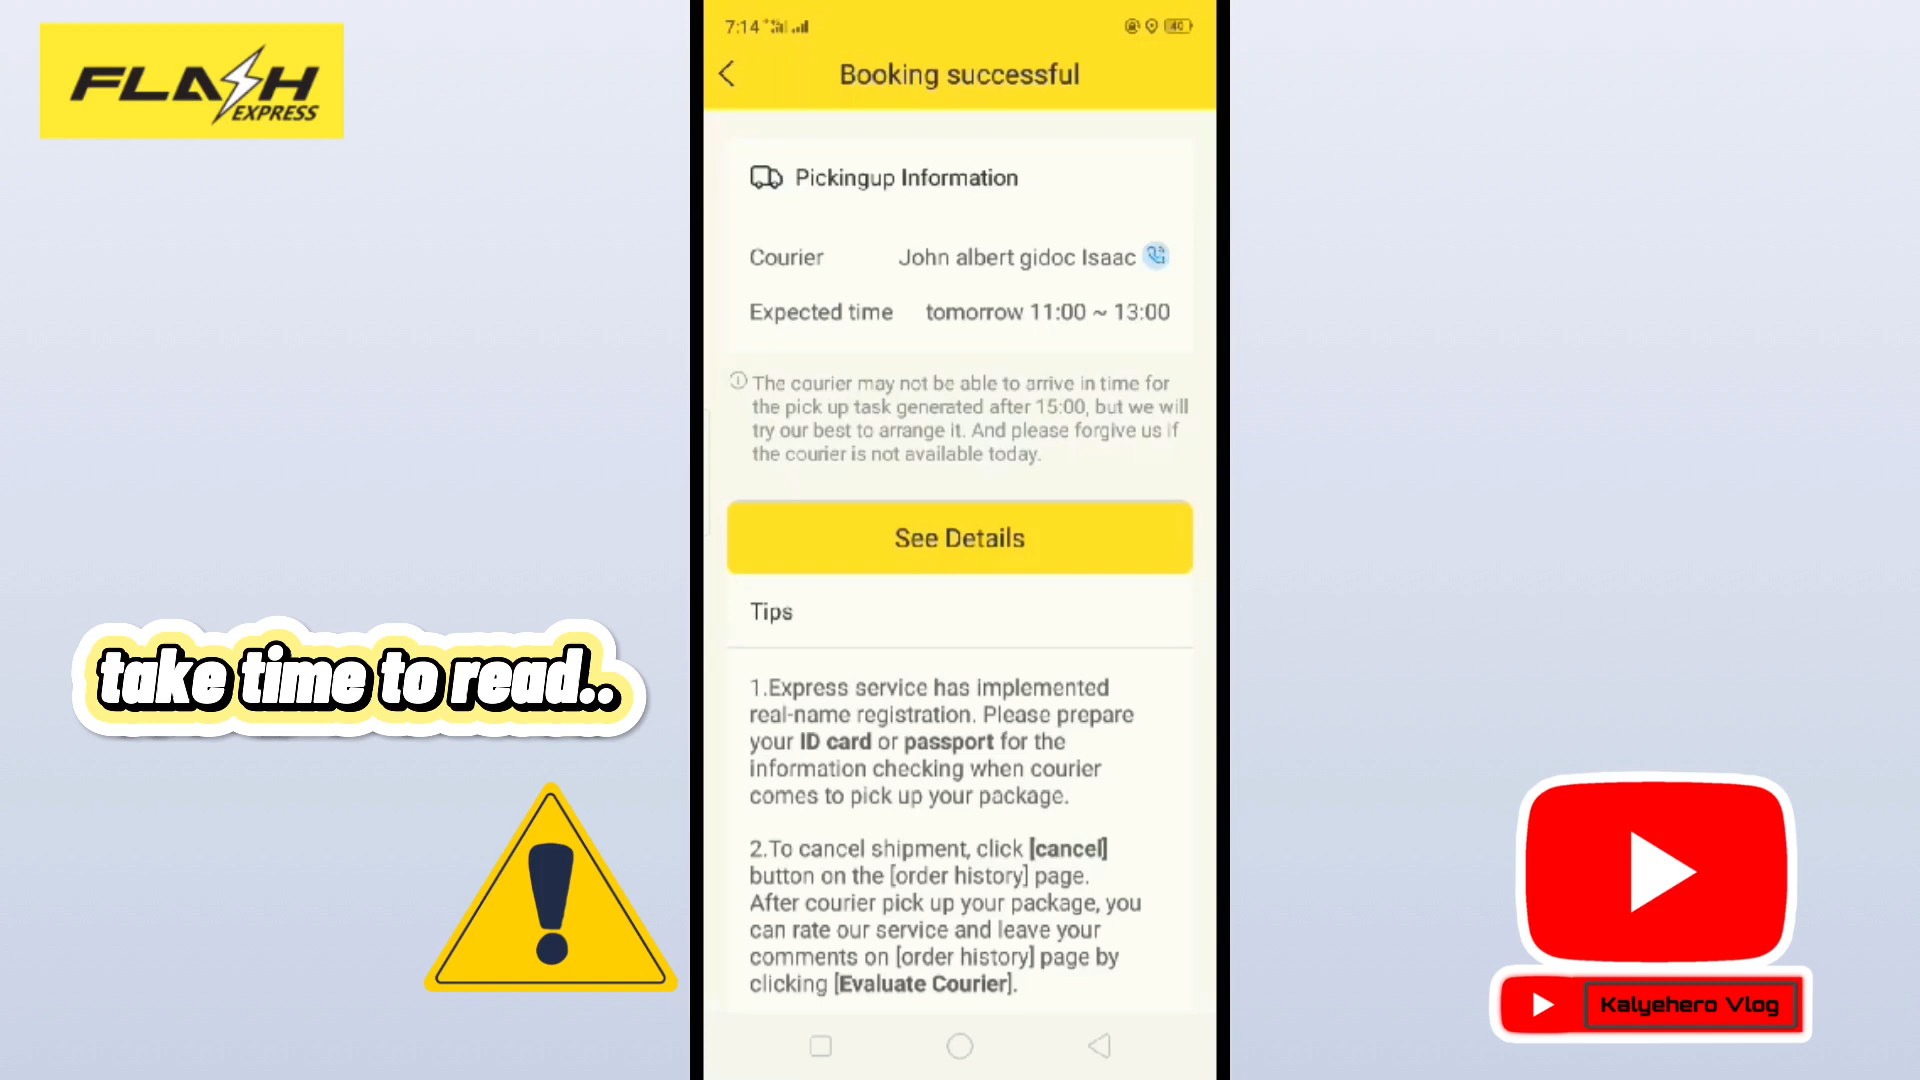 FLASH
EXPRESS
7:14
40
Booking successful
Pickingup Information
Courier John albert gidoc Isaac
Expected time tomorrow 11:00 ~ 13:00
The courier may not be able to arrive in time for
the pick up task generated after 15:00, but we will
try our best to arrange it. And please forgive us if
the courier is not available today.
See Details
Tips
1.Express service has implemented
real-name registration. Please prepare
your ID card or passport for the
information checking when courier
comes to pick up your package.
2.To cancel shipment, click [cancel]
button on the [order history] page.
After courier pick up your package, you
can rate our service and leave your
comments on [order history] page by
clicking [Evaluate Courier].
take time to read..
Kalyehero Vlog